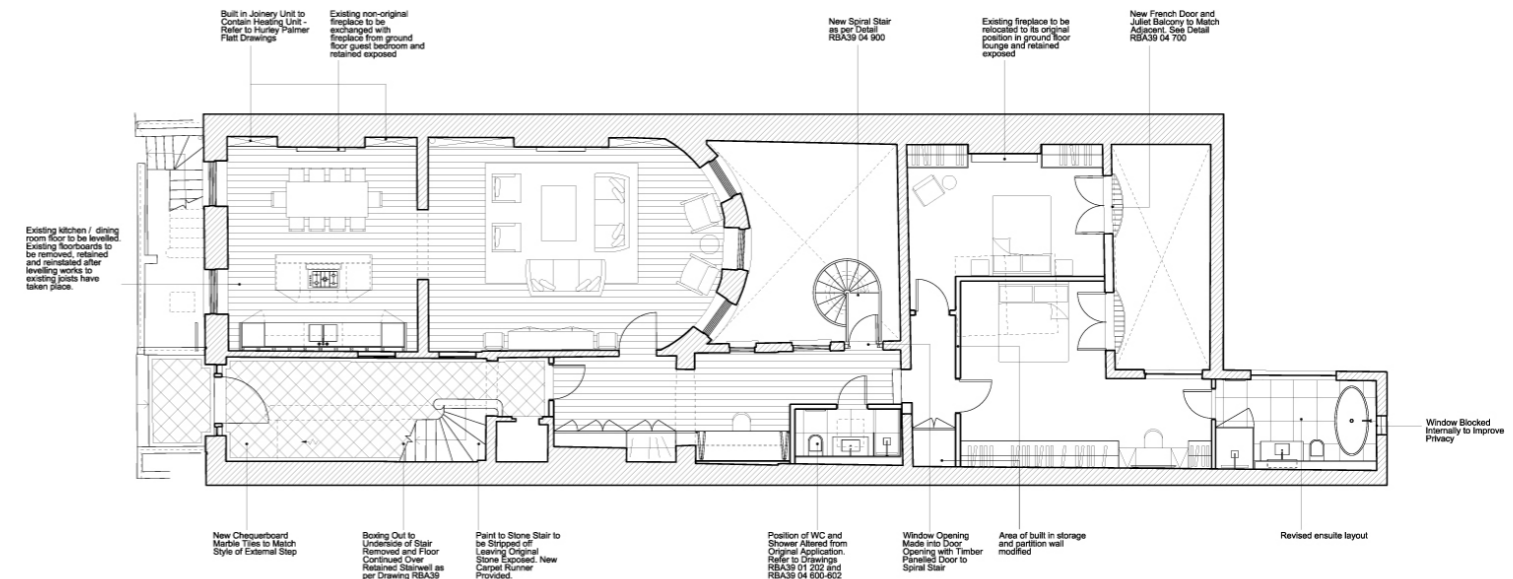 Built in Joinery Unit to
Contain Heating Unit -
Refer to Hurley Palmer
Flatt Drawings
Existing non-original
fireplace to be
exchanged with
fireplace from ground
floor guest bedroom and
retained exposed
New Spiral Stair
as per Detail
RBA39 04 900
Existing fireplace to be
relocated to its original
position in ground floor
lounge and retained
exposed
New French Door and
Juliet Balcony to Match
Adjacent. See Detail
RBA39 04 700
Existing kitchen / dining
room floor to be levelled.
Existing floorboards to
be removed, retained
and reinstated after
levelling works to
existing joists have
taken place.
Window Blocked
Internally to Improve
Privacy
New Chequerboard
Marble Tiles to Match
Style of External Step
Boxing Out to
Underside of Stair
Removed and Floor
Continued Over
Retained Stairwell as
per Drawing RBA39
Paint to Stone Stair to
be Stripped off
Leaving Original
Stone Exposed. New
Carpet Runner
Provided.
Position of WC and
Shower Altered from
Original Application.
Refer to Drawings
RBA39 01 202 and
RBA39 04 600-602
Window Opening
Made into Door
Opening with Timber
Panelled Door to
Spiral Stair
Area of built in storage
and partition wall
modified
Revised ensuite layout